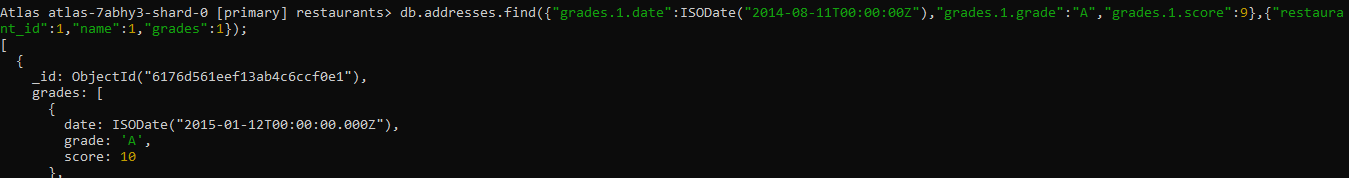 Atlas atlas-7abhy3-shard-0 [primary] restaurants> db.addresses.find({"grades.1.date":ISODate("2014-08-11T00:00:00Z"),"grades.1.grade":"A","grades.1.score":9},{"restaura
nt_id":1,"name":1,"grades":1});
[
  {
    _id: ObjectId("6176d561eef13ab4c6ccf0e1"),
    grades: [
      {
        date: ISODate("2015-01-12T00:00:00.000Z"),
        grade: 'A',
        score: 10
      },